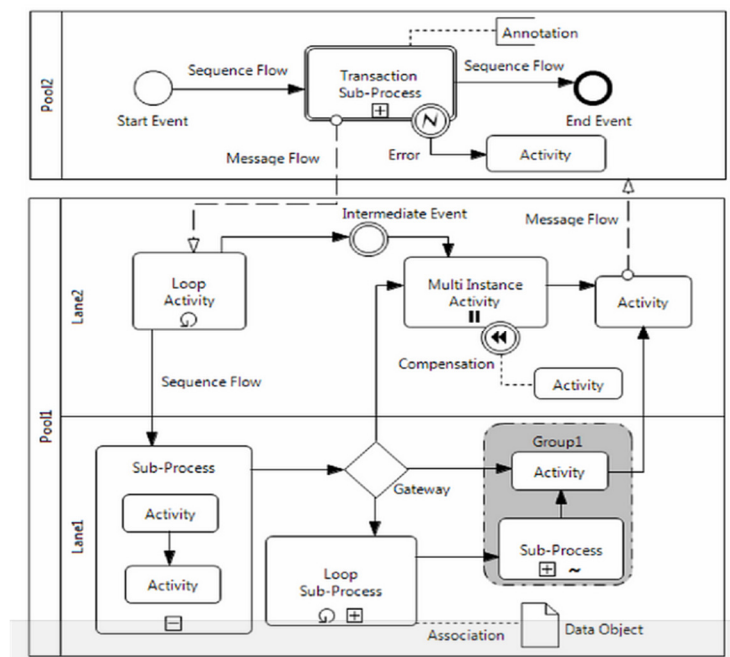 Pool2
Annotation
Sequence Flow
Transaction
Sub-Process
Sequence Flow
Start Event
End Event
Message Flow
Error
Activity
Pool1
Lane2
Intermediate Event
Message Flow
Loop
Activity
Multi Instance
Activity
Activity
Compensation
Activity
Sequence Flow
Lane1
Sub-Process
Activity
Activity
Gateway
Group1
Activity
Sub-Process
Loop
Sub-Process
Association
Data Object